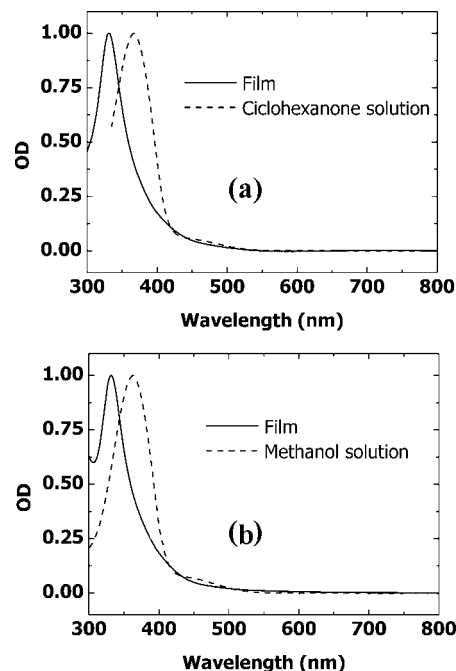 1.00
0.75
0.50
0.25
0.00
OD
Film
Ciclohexanone solution
(a)
300 400 500 600 700 800
Wavelength (nm)
1.00
0.75
0.50
0.25
0.00
OD
Film
Methanol solution
(b)
300 400 500 600 700 800
Wavelength (nm)